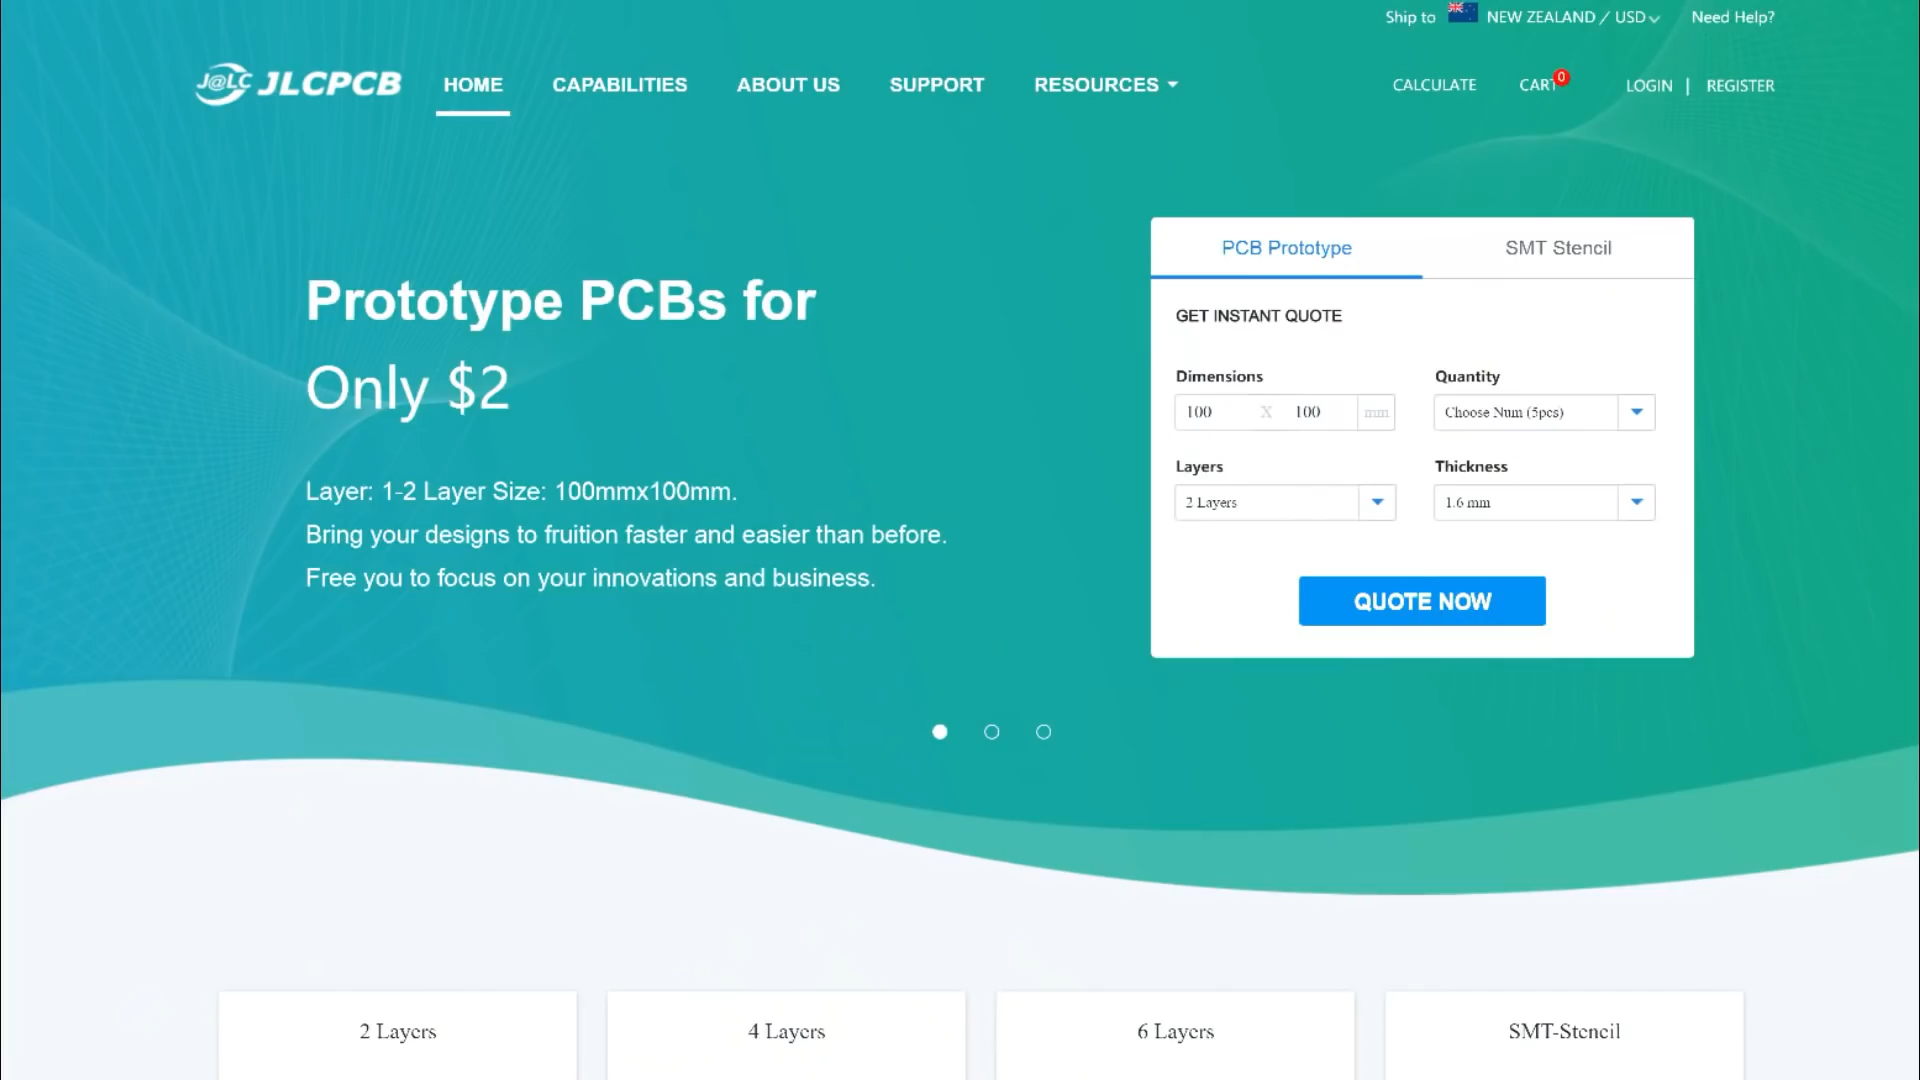 Ship to NEW ZEALAND / USD Need Help?
J@LC JLCPCB HOME CAPABILITIES ABOUT US SUPPORT RESOURCES CALCULATE CART 0 LOGIN | REGISTER
Prototype PCBs for
Only $2
Layer: 1-2 Layer Size: 100mmx100mm.
Bring your designs to fruition faster and easier than before.
Free you to focus on your innovations and business.
PCB Prototype SMT Stencil
GET INSTANT QUOTE
Dimensions Quantity
100 X 100 mm Choose Num (5pcs)
Layers Thickness
2 Layers 1.6 mm
QUOTE NOW
2 Layers 4 Layers 6 Layers SMT-Stencil